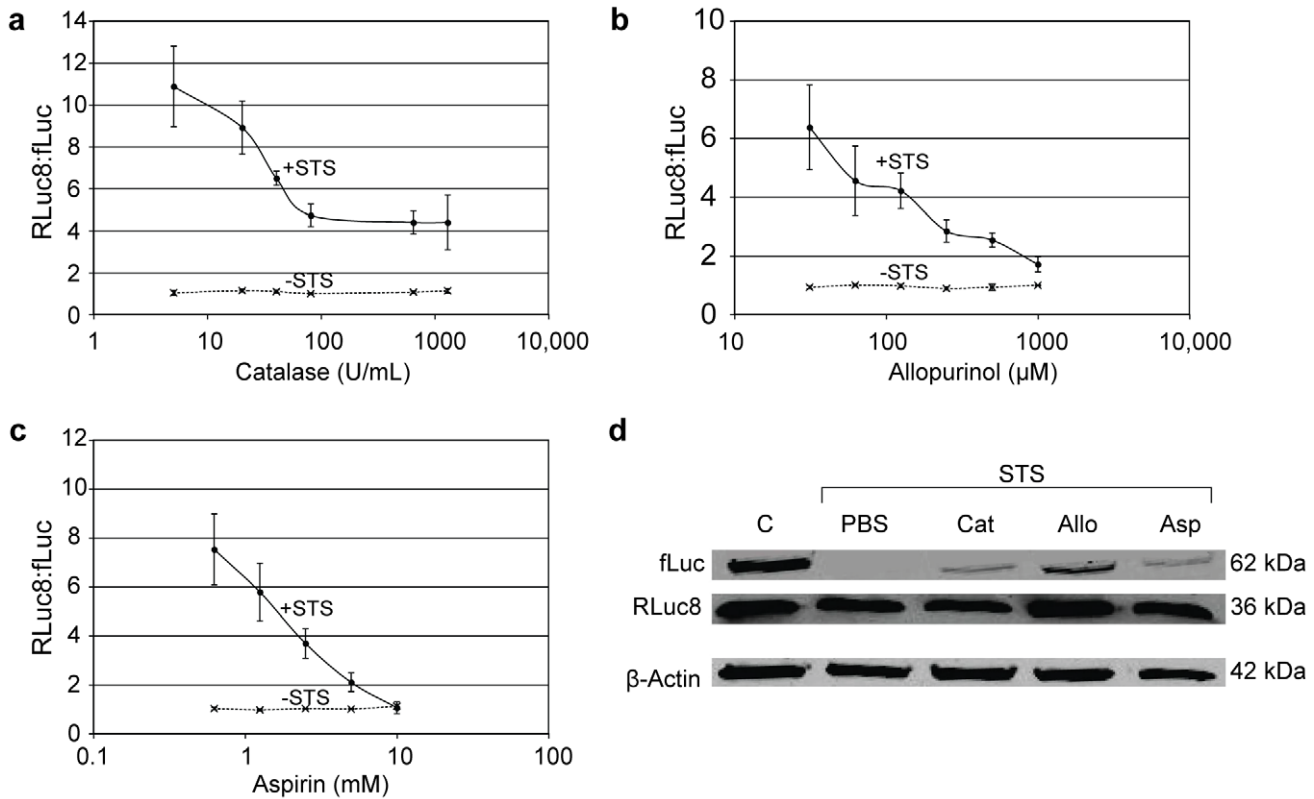 a
14
12
10
8
6
4
2
0
RLuc8:fLuc
+STS
-STS
1 10 100 1000 10,000
Catalase (U/mL)
b
10
8
6
4
2
0
RLuc8:fLuc
+STS
-STS
10 100 1000 10,000
Allopurinol (µM)
c
12
10
8
6
4
2
0
RLuc8:fLuc
+STS
-STS
0.1 1 10 100
Aspirin (mM)
d
STS
C PBS Cat Allo Asp
fLuc 62 kDa
RLuc8 36 kDa
β-Actin 42 kDa